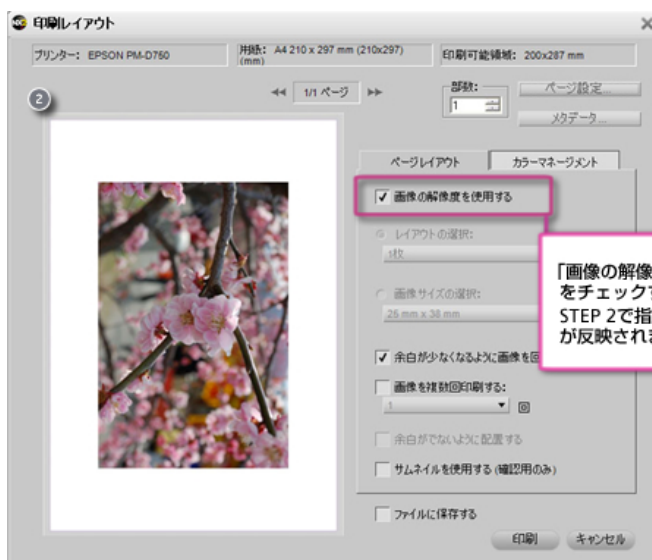 印刷レイアウト
プリンター: EPSON PM-D750
用紙: A4 210 x 297 mm (210x297)
(mm)
印刷可能領域: 200x287 mm
2
1/1 ページ
部数:
1
ページ設定...
メタデータ...
ページレイアウト
カラーマネージメント
画像の解像度を使用する
レイアウトの選択:
1枚
画像サイズの選択:
26 mm x 38 mm
「画像の解像
をチェックす
STEP 2で指
が反映されま
余白が少なくなるように画像を回
画像を複数回印刷する:
1
余白がでないように配置する
サムネイルを使用する (確認用のみ)
ファイルに保存する
印刷
キャンセル